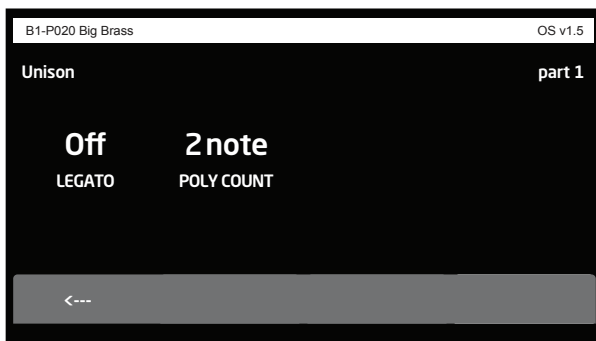 B1-P020 Big Brass OS v1.5
Unison part 1
Off 2 note
LEGATO POLY COUNT
<---